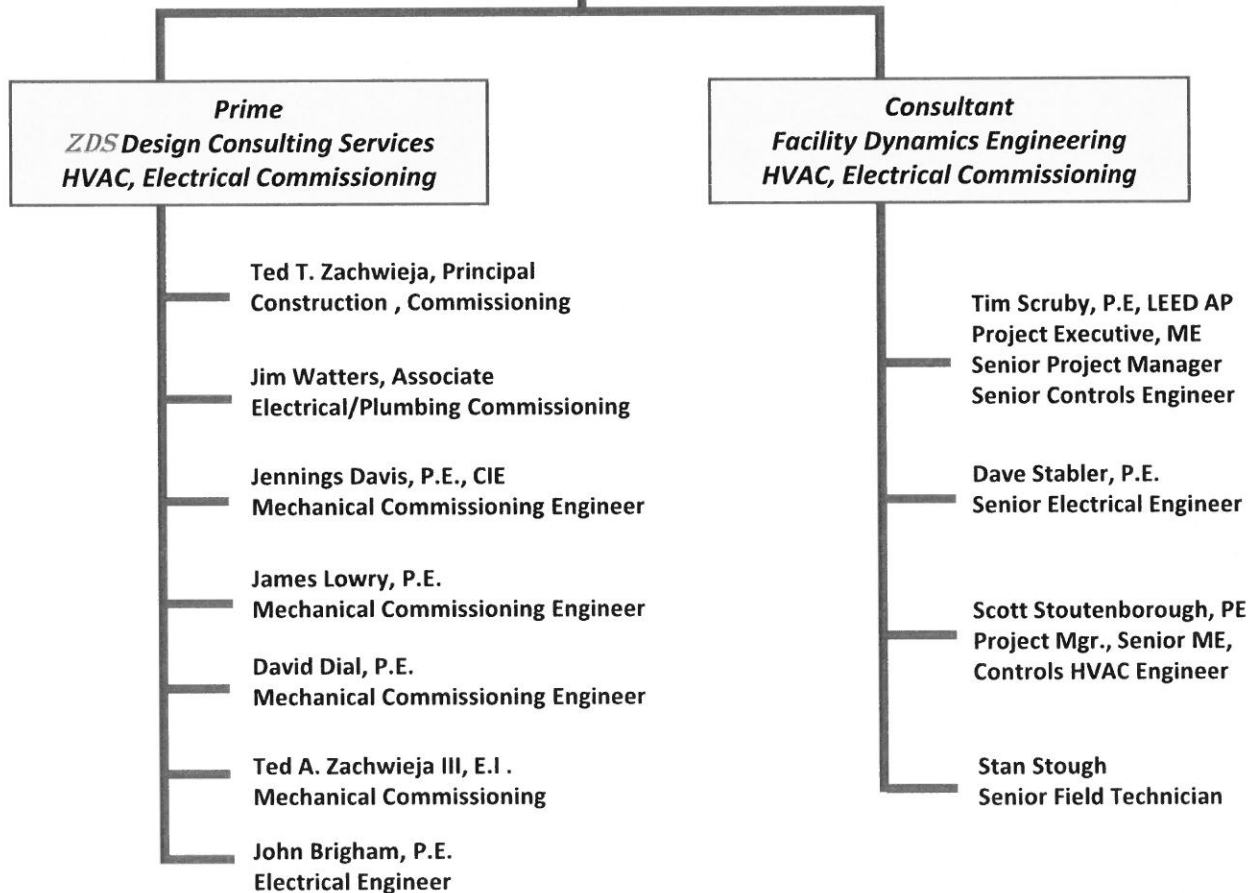 Prime
ZDS Design Consulting Services
HVAC, Electrical Commissioning
Ted T. Zachwieja, Principal
Construction , Commissioning
Jim Watters, Associate
Electrical/Plumbing Commissioning
Jennings Davis, P.E., CIE
Mechanical Commissioning Engineer
James Lowry, P.E.
Mechanical Commissioning Engineer
David Dial, P.E.
Mechanical Commissioning Engineer
Ted A. Zachwieja III, E.I .
Mechanical Commissioning
John Brigham, P.E.
Electrical Engineer
Consultant
Facility Dynamics Engineering
HVAC, Electrical Commissioning
Tim Scruby, P.E, LEED AP
Project Executive, ME
Senior Project Manager
Senior Controls Engineer
Dave Stabler, P.E.
Senior Electrical Engineer
Scott Stoutenborough, PE
Project Mgr., Senior ME,
Controls HVAC Engineer
Stan Stough
Senior Field Technician